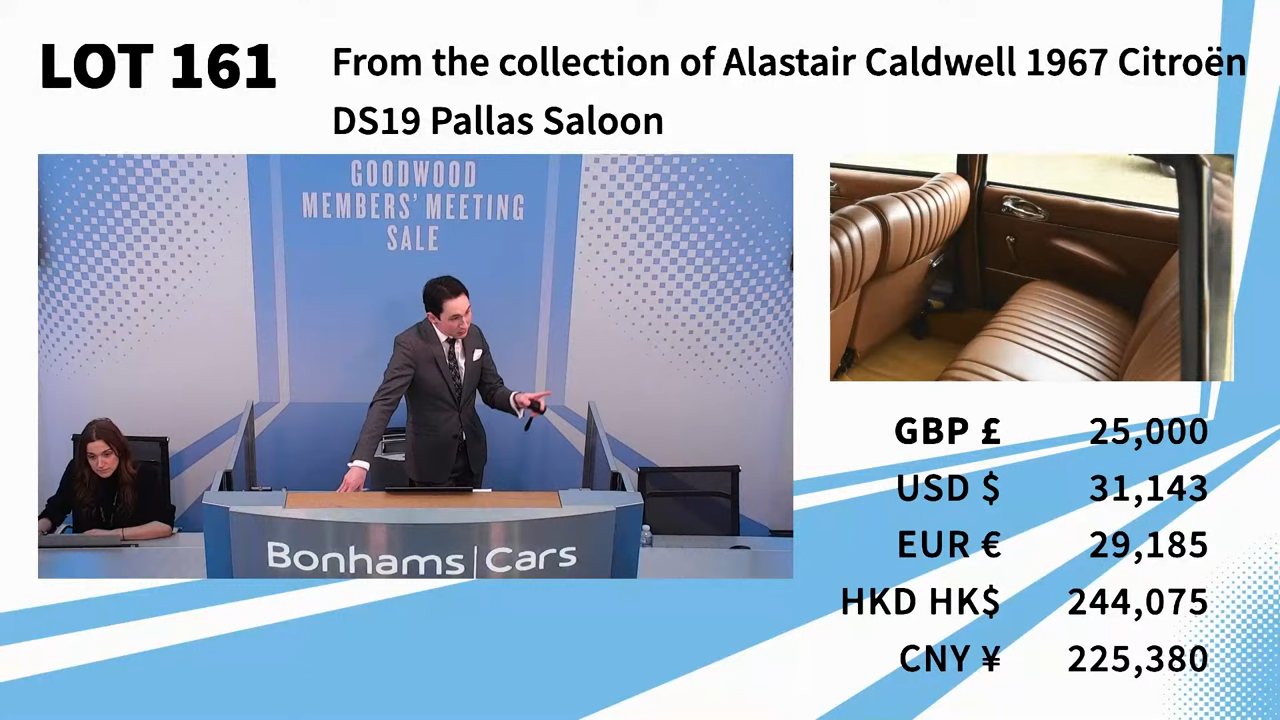 LOT 161
From the collection of Alastair Caldwell 1967 Citroën
DS19 Pallas Saloon
GOODWOOD
MEMBERS' MEETING
SALE
Bonhams | Cars
GBP £ 25,000
USD $ 31,143
EUR € 29,185
HKD HK$ 244,075
CNY ¥ 225,380